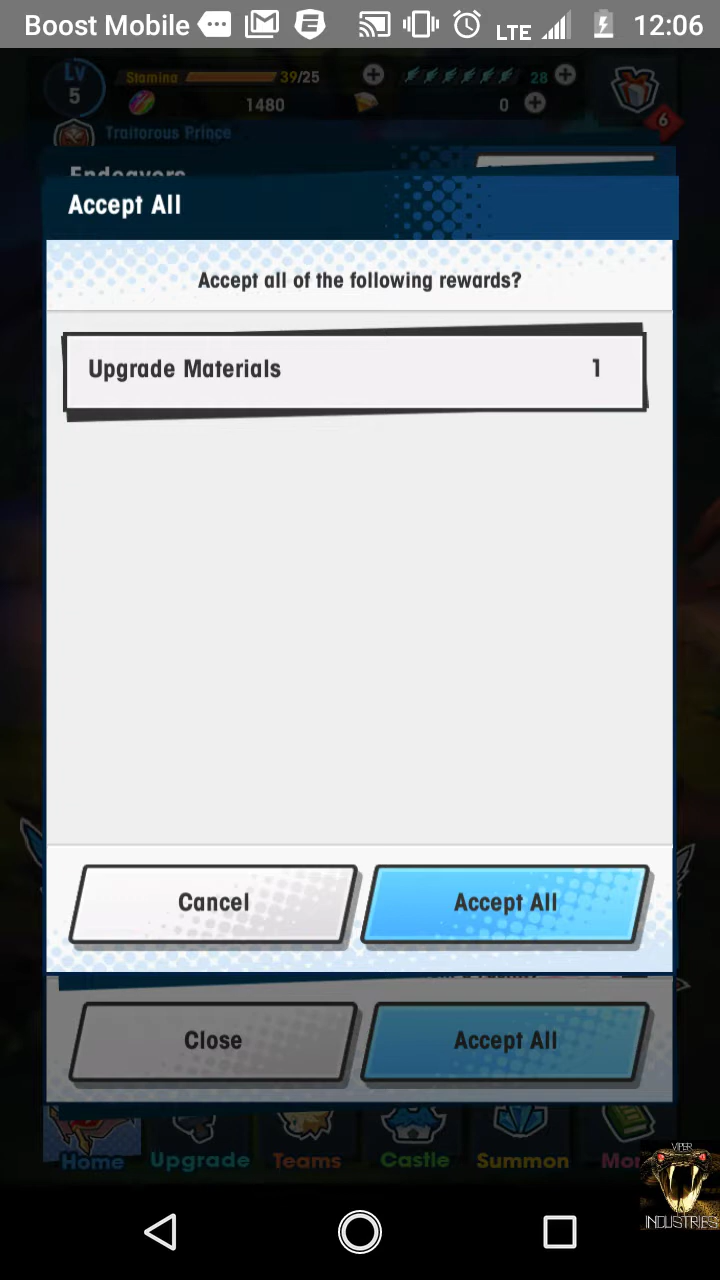 Boost Mobile LTE 12:06
Lv 5
Stamina 39/25 28
1480 0
6
Traitorous Prince
Endeavors
Accept All
Accept all of the following rewards?
Upgrade Materials 1
Cancel Accept All
Close Accept All
Home Upgrade Teams Castle Summon Mor
VIPER
INDUSTRIES